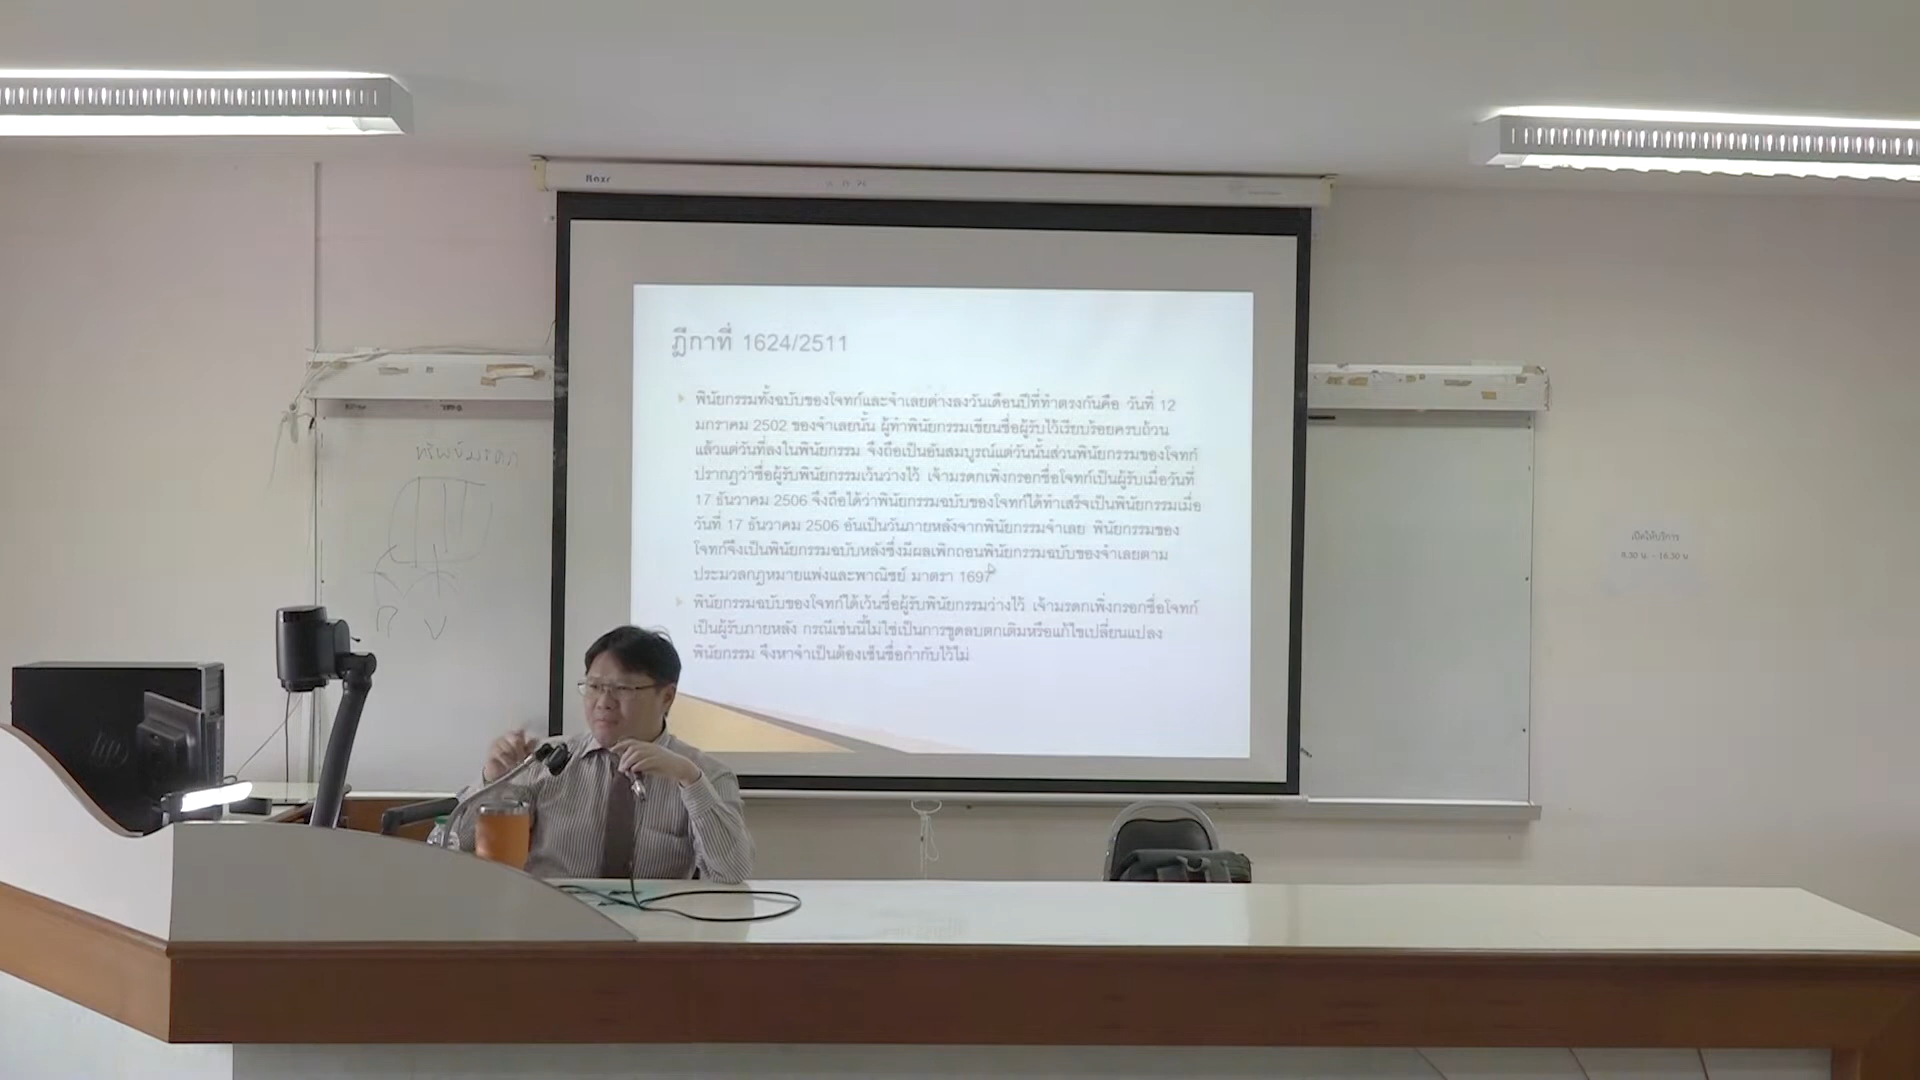 ฎีกาที่ 1624/2511
พินัยกรรมทั้งฉบับของโจทก์และจำเลยต่างลงวันเดือนปีที่ทำตรงกันคือ วันที่ 12
มกราคม 2502 ของจำเลยนั้น ผู้ทำพินัยกรรมเขียนชื่อผู้รับไว้เรียบร้อยครบถ้วน
แล้วแต่วันที่ลงในพินัยกรรม จึงถือเป็นอันสมบูรณ์แต่วันนั้นส่วนพินัยกรรมของโจทก์
ปรากฏว่าชื่อผู้รับพินัยกรรมเว้นว่างไว้ เจ้ามรดกเพิ่งกรอกชื่อโจทก์เป็นผู้รับเมื่อวันที่
17 ธันวาคม 2506 จึงถือได้ว่าพินัยกรรมฉบับของโจทก์ได้ทำเสร็จเป็นพินัยกรรมเมื่อ
วันที่ 17 ธันวาคม 2506 อันเป็นวันภายหลังจากพินัยกรรมจำเลย พินัยกรรมของ
โจทก์จึงเป็นพินัยกรรมฉบับหลังซึ่งมีผลเพิกถอนพินัยกรรมฉบับของจำเลยตาม
ประมวลกฎหมายแพ่งและพาณิชย์ มาตรา 1697
พินัยกรรมฉบับของโจทก์ได้เว้นชื่อผู้รับพินัยกรรมว่างไว้ เจ้ามรดกเพิ่งกรอกชื่อโจทก์
เป็นผู้รับภายหลัง กรณีเช่นนี้ไม่ใช่เป็นการขูดลบตกเติมหรือแก้ไขเปลี่ยนแปลง
พินัยกรรม จึงหาจำเป็นต้องเซ็นชื่อกำกับไว้ไม่
เปิดให้บริการ
8.30 น. - 16.30 น.
hp